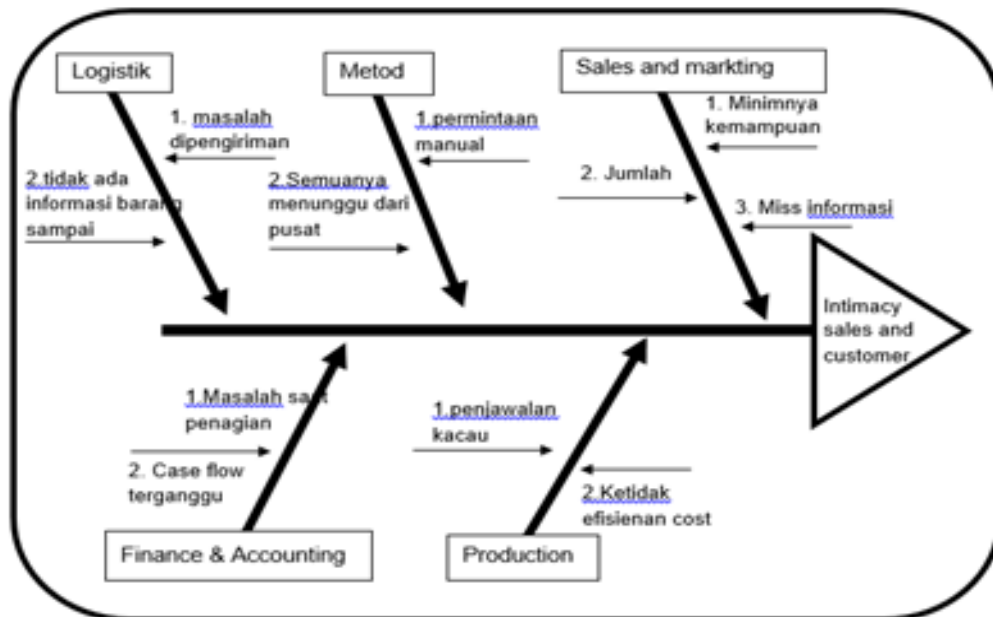 Logistik
Metod
Sales and markting
1. masalah
dipengiriman
2.tidak ada
informasi barang
sampai
1.permintaan
manual
2.Semuanya
menunggu dari
pusat
1. Minimnya
kemampuan
2. Jumlah
3. Miss informasi
Intimacy
sales and
customer
1.Masalah saat
penagian
2. Case flow
terganggu
1.penjawalan
kacau
2.Ketidak
efisienan cost
Finance & Accounting
Production